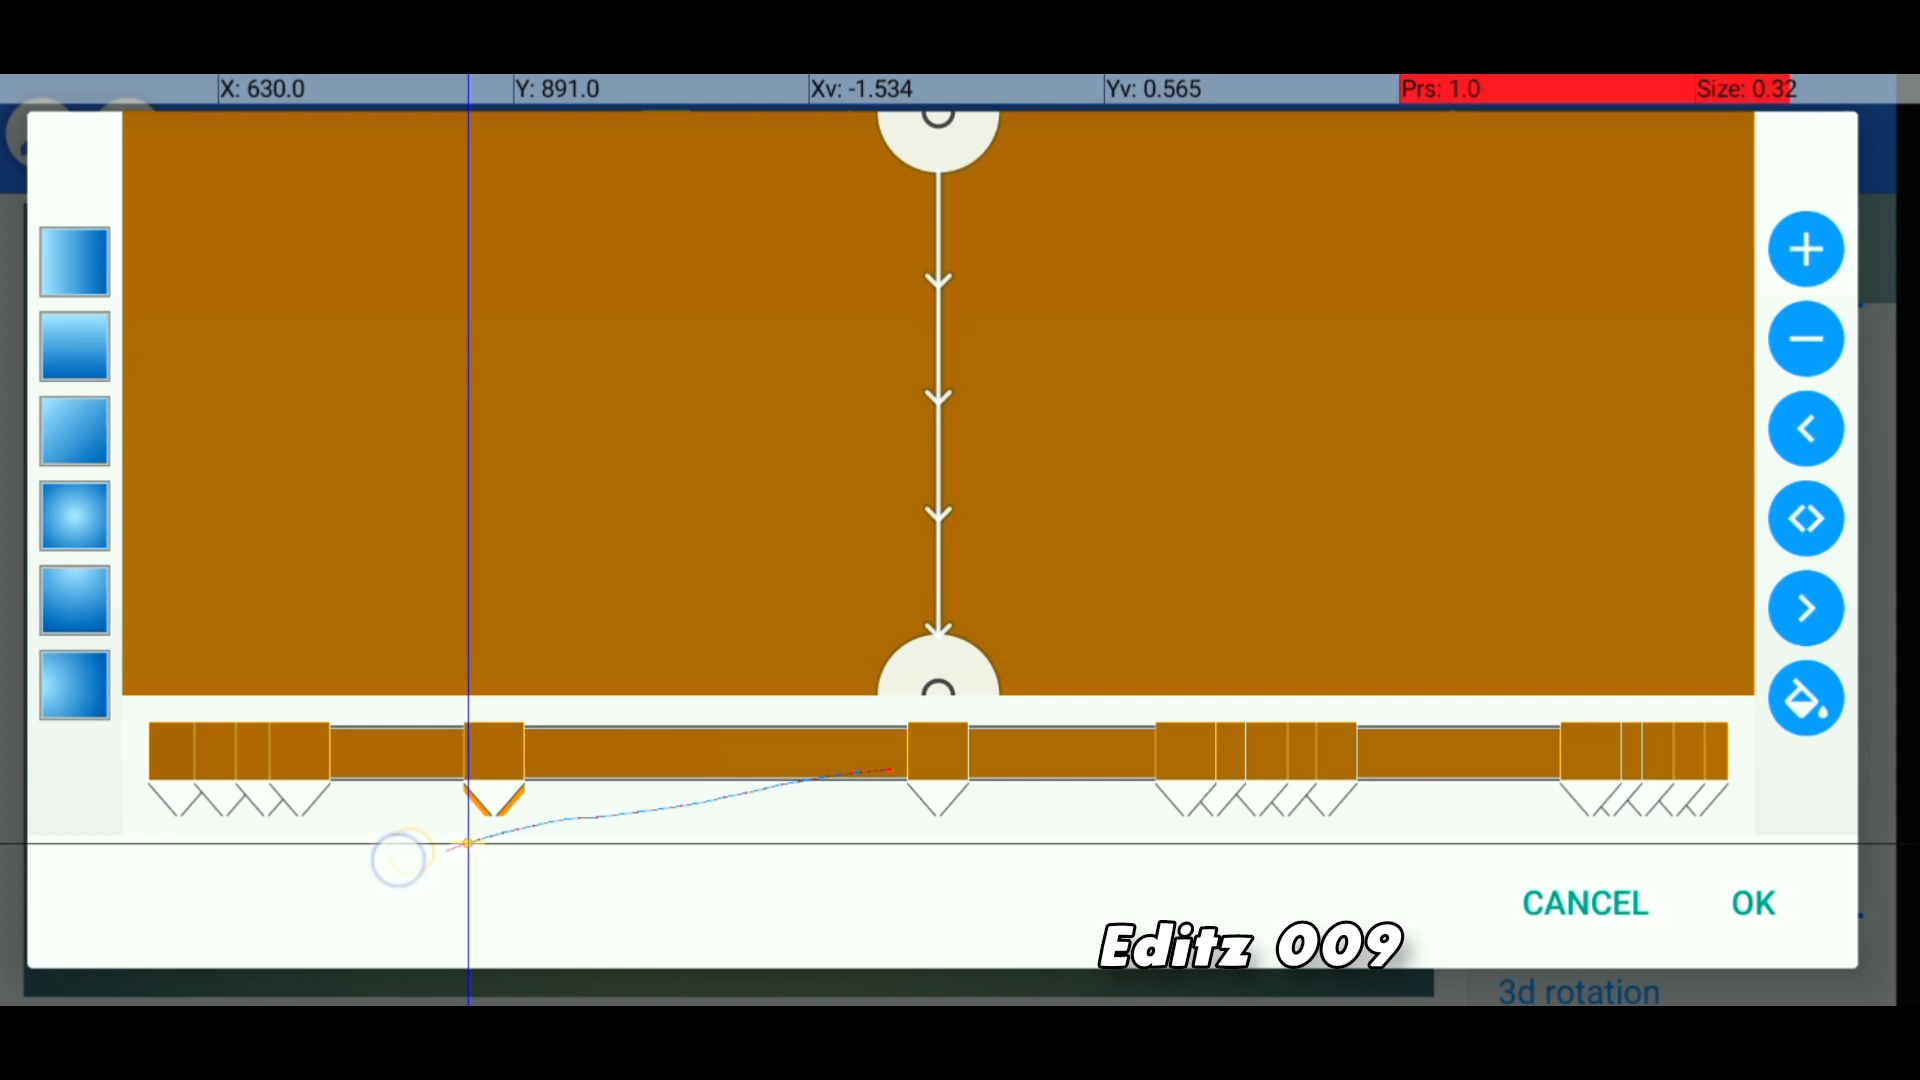 X: 630.0 Y: 891.0 Xv: -1.534 Yv: 0.565 Prs: 1.0 Size: 0.32
CANCEL OK
Editz 009
3d rotation